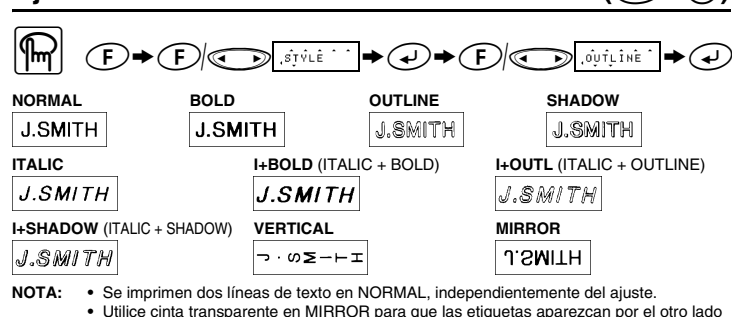 F F/ STYLE F/ OUTLINE
NORMAL BOLD OUTLINE SHADOW
J.SMITH J.SMITH J.SMITH J.SMITH
ITALIC I+BOLD (ITALIC + BOLD) I+OUTL (ITALIC + OUTLINE)
J.SMITH J.SMITH J.SMITH
I+SHADOW (ITALIC + SHADOW) VERTICAL MIRROR
J.SMITH J.SMITH J.SMITH
NOTA: • Se imprimen dos líneas de texto en NORMAL, independientemente del ajuste.
• Utilice cinta transparente en MIRROR para que las etiquetas aparezcan por el otro lado